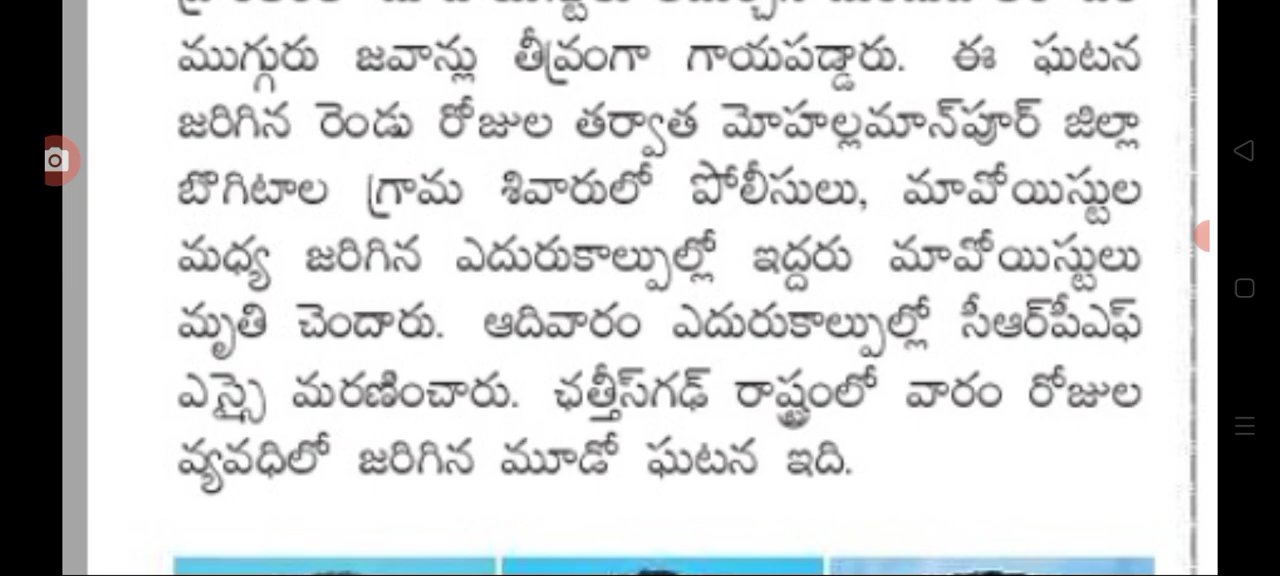 ముగ్గురు జవాన్లు తీవ్రంగా గాయపడ్డారు. ఈ ఘటన
జరిగిన రెండు రోజుల తర్వాత మోహల్లమాన్‌పూర్ జిల్లా
బొగిటాల గ్రామ శివారులో పోలీసులు, మావోయిస్టుల
మధ్య జరిగిన ఎదురుకాల్పుల్లో ఇద్దరు మావోయిస్టులు
మృతి చెందారు. ఆదివారం ఎదురుకాల్పుల్లో సీఆర్‌పీఎఫ్
ఎస్సై మరణించారు. ఛత్తీస్‌గఢ్ రాష్ట్రంలో వారం రోజుల
వ్యవధిలో జరిగిన మూడో ఘటన ఇది.